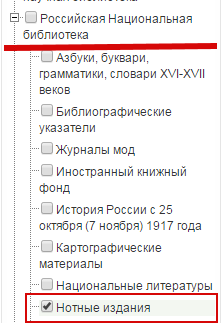 Российская Национальная
библиотека
Азбуки, буквари,
грамматики, словари XVI-XVII
веков
Библиографические
указатели
Журналы мод
Иностранный книжный
фонд
История России с 25
октября (7 ноября) 1917 года
Картографические
материалы
Национальные литературы
Нотные издания